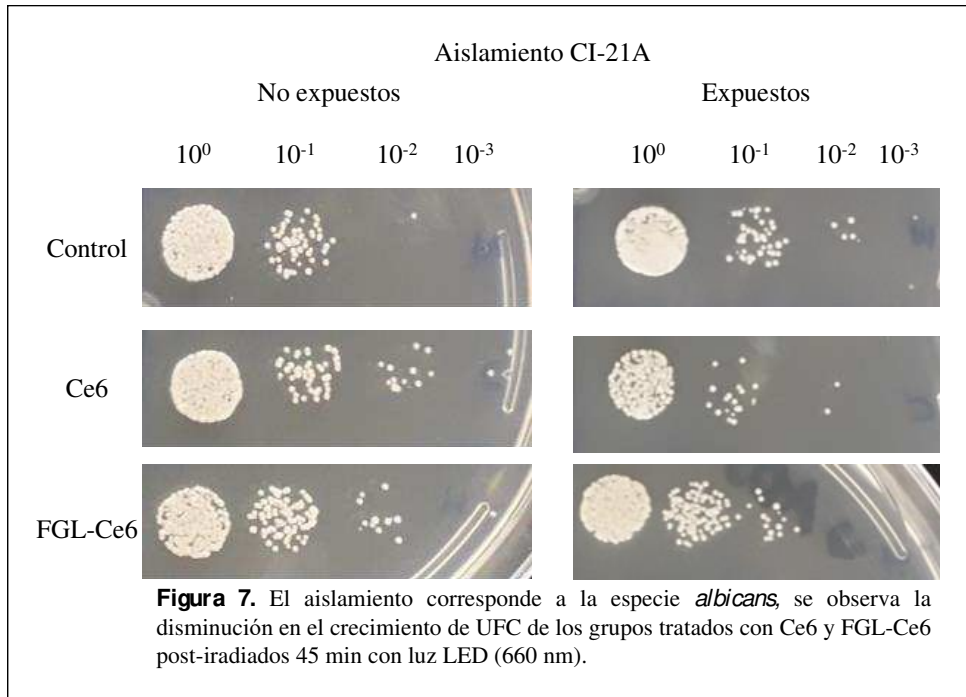 Aislamiento CI-21A
No expuestos Expuestos
10⁰ 10⁻¹ 10⁻² 10⁻³ 10⁰ 10⁻¹ 10⁻² 10⁻³
Control
Ce6
FGL-Ce6
Figura 7. El aislamiento corresponde a la especie albicans, se observa la
disminución en el crecimiento de UFC de los grupos tratados con Ce6 y FGL-Ce6
post-iradiados 45 min con luz LED (660 nm).